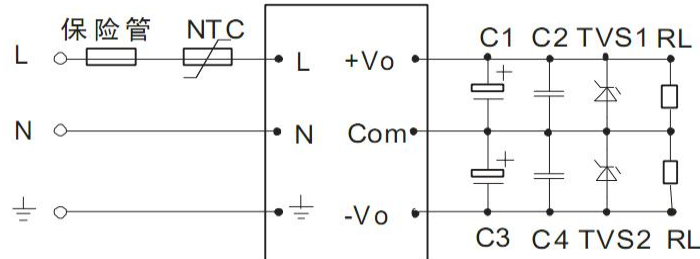 保险管 NTC C1 C2 TVS1 RL
L L +Vo
N N Com
-Vo
C3 C4 TVS2 RL